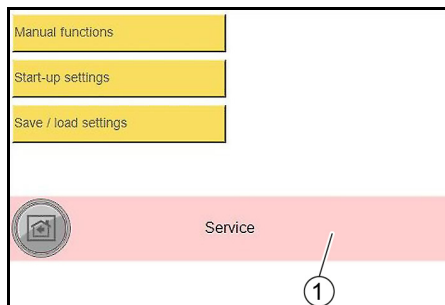 Manual functions
Start-up settings
Save / load settings
Service
1